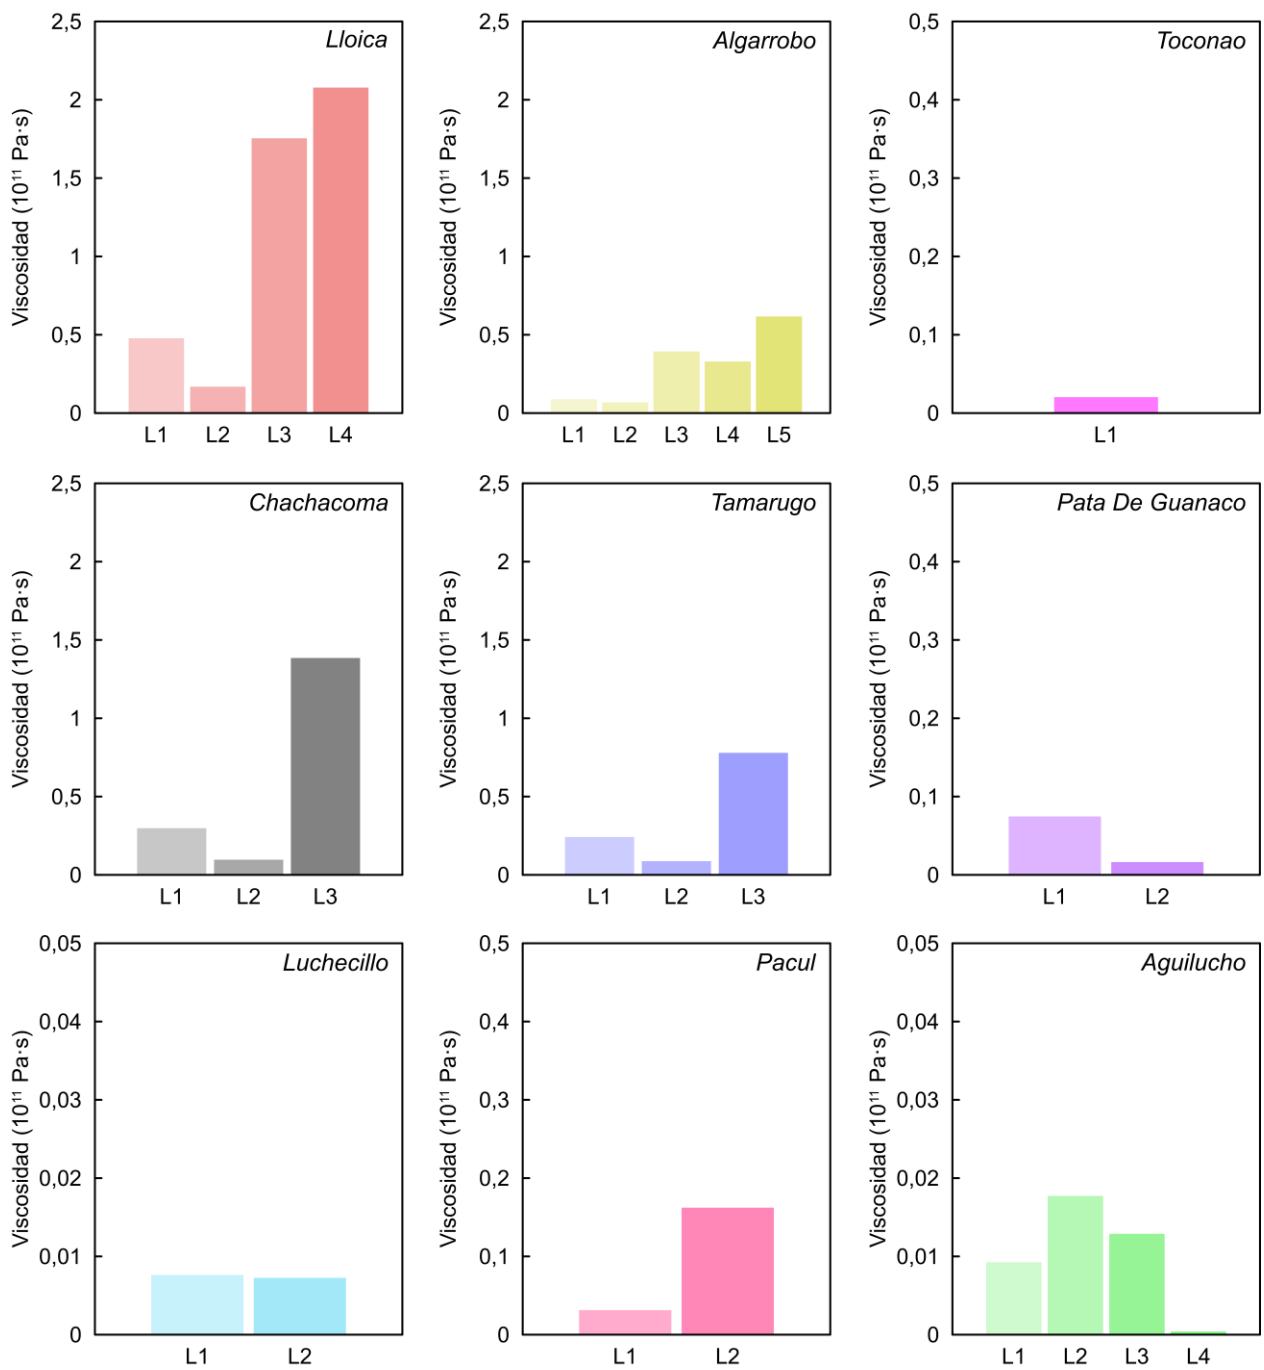 Lloica
Viscosidad (10¹¹ Pa·s)
2,5
2
1,5
1
0,5
0
L1 L2 L3 L4
Algarrobo
Viscosidad (10¹¹ Pa·s)
2,5
2
1,5
1
0,5
0
L1 L2 L3 L4 L5
Toconao
Viscosidad (10¹¹ Pa·s)
0,5
0,4
0,3
0,2
0,1
0
L1
Chachacoma
Viscosidad (10¹¹ Pa·s)
2,5
2
1,5
1
0,5
0
L1 L2 L3
Tamarugo
Viscosidad (10¹¹ Pa·s)
2,5
2
1,5
1
0,5
0
L1 L2 L3
Pata De Guanaco
Viscosidad (10¹¹ Pa·s)
0,5
0,4
0,3
0,2
0,1
0
L1 L2
Luchecillo
Viscosidad (10¹¹ Pa·s)
0,05
0,04
0,03
0,02
0,01
0
L1 L2
Pacul
Viscosidad (10¹¹ Pa·s)
0,5
0,4
0,3
0,2
0,1
0
L1 L2
Aguilucho
Viscosidad (10¹¹ Pa·s)
0,05
0,04
0,03
0,02
0,01
0
L1 L2 L3 L4